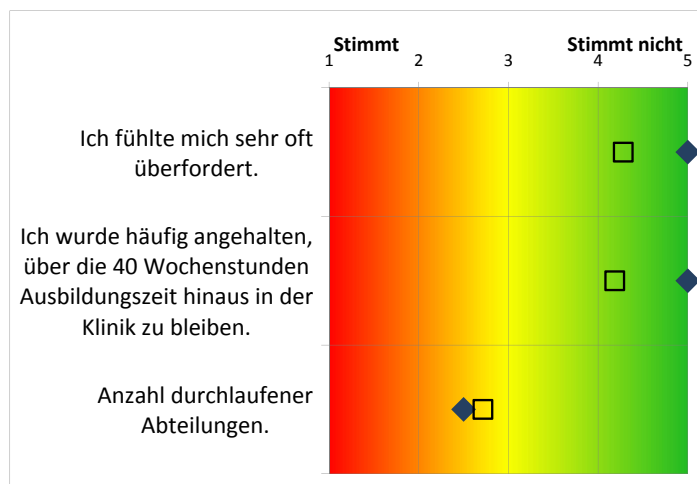 Stimmt Stimmt nicht
1 2 3 4 5
Ich fühlte mich sehr oft
überfordert.
Ich wurde häufig angehalten,
über die 40 Wochenstunden
Ausbildungszeit hinaus in der
Klinik zu bleiben.
Anzahl durchlaufener
Abteilungen.